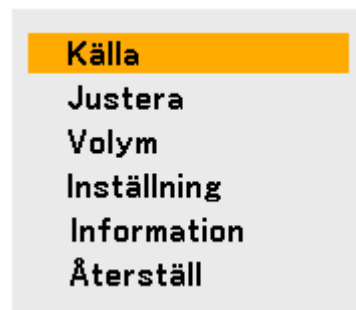 Källa
Justera
Volym
Inställning
Information
Återställ